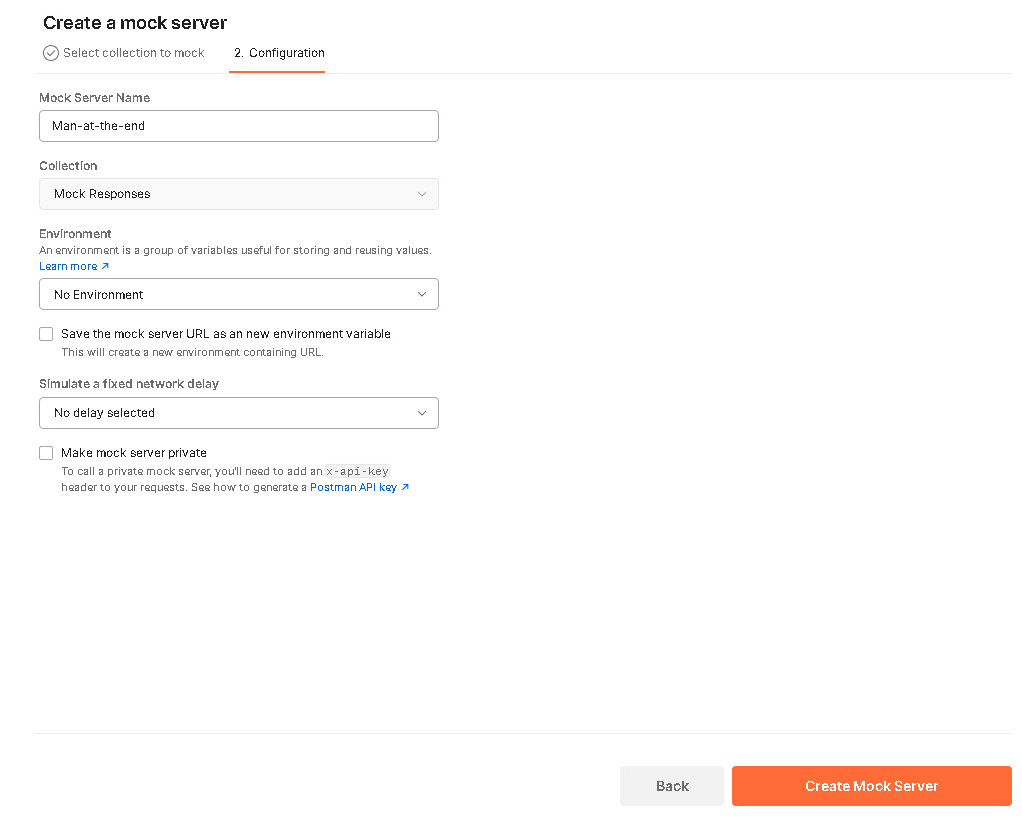 Create a mock server
Select collection to mock
2. Configuration
Mock Server Name
Man-at-the-end
Collection
Mock Responses
Environment
An environment is a group of variables useful for storing and reusing values.
Learn more ↗
No Environment
Save the mock server URL as an new environment variable
This will create a new environment containing URL.
Simulate a fixed network delay
No delay selected
Make mock server private
To call a private mock server, you'll need to add an x-api-key
header to your requests. See how to generate a Postman API key ↗
Back
Create Mock Server